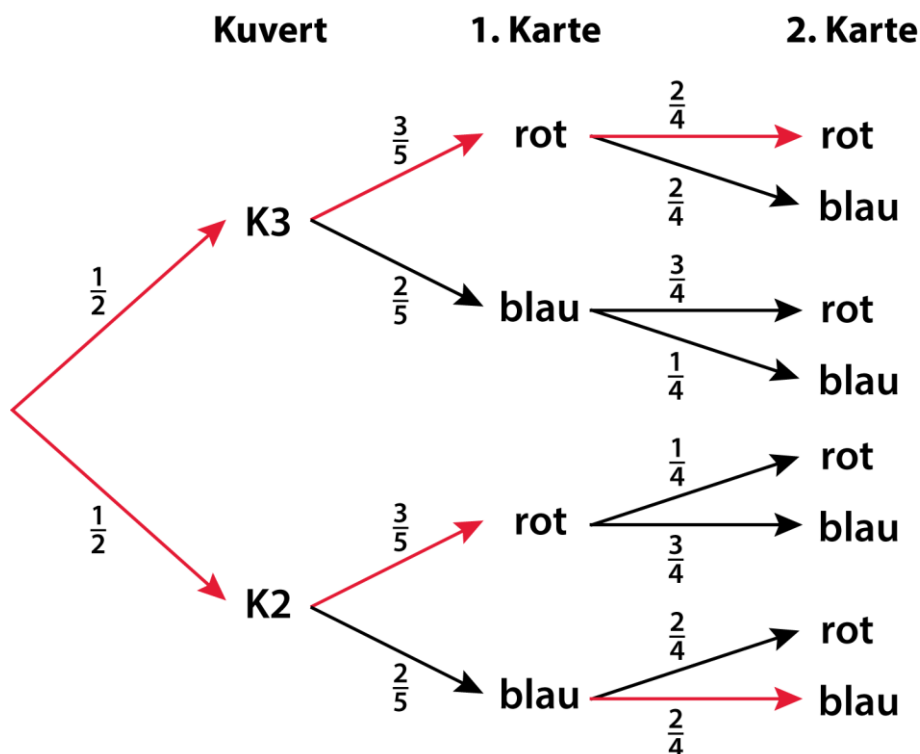 Kuvert 1. Karte 2. Karte
2/4
rot
3/5
rot
2/4
blau
K3
1/2
2/5
3/4
blau
rot
1/4
blau
1/4
rot
1/2
3/5
rot
blau
3/4
K2
2/4
rot
2/5
blau
blau
2/4